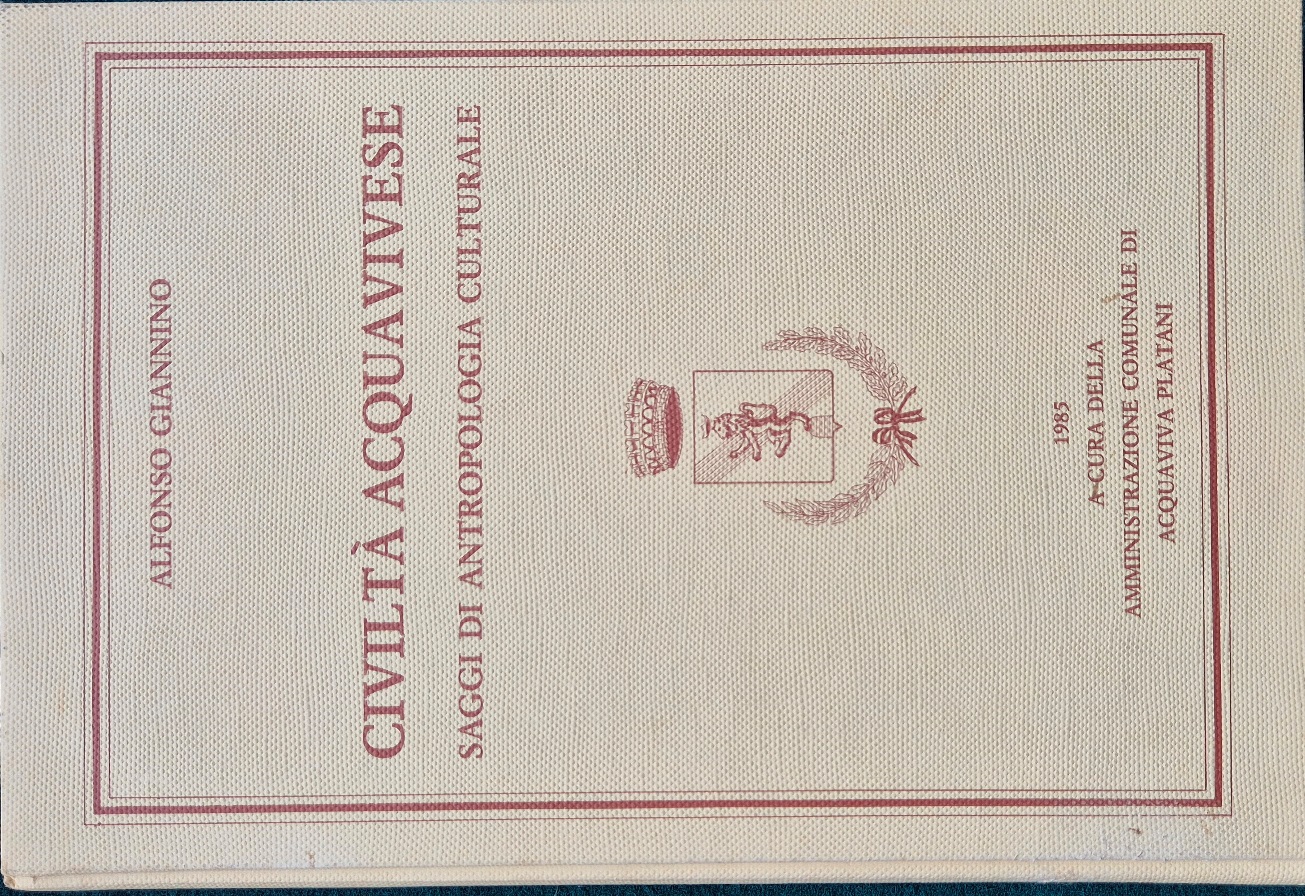 ALFONSO GIANNINO
CIVILTÀ ACQUAVIVESE
SAGGI DI ANTROPOLOGIA CULTURALE
1985
A CURA DELLA
AMMINISTRAZIONE COMUNALE DI
ACQUAVIVA PLATANI